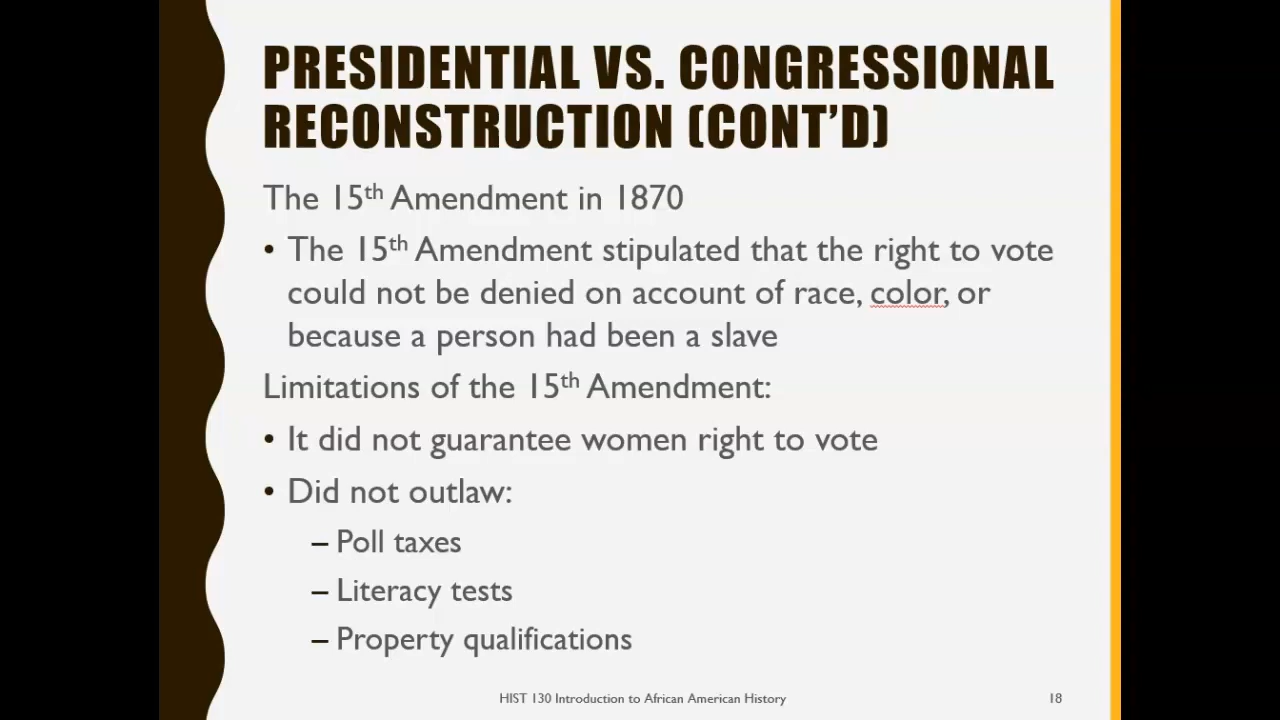 PRESIDENTIAL VS. CONGRESSIONAL
RECONSTRUCTION (CONT’D)
The 15th Amendment in 1870
• The 15th Amendment stipulated that the right to vote
could not be denied on account of race, color, or
because a person had been a slave
Limitations of the 15th Amendment:
• It did not guarantee women right to vote
• Did not outlaw:
– Poll taxes
– Literacy tests
– Property qualifications
HIST 130 Introduction to African American History 18